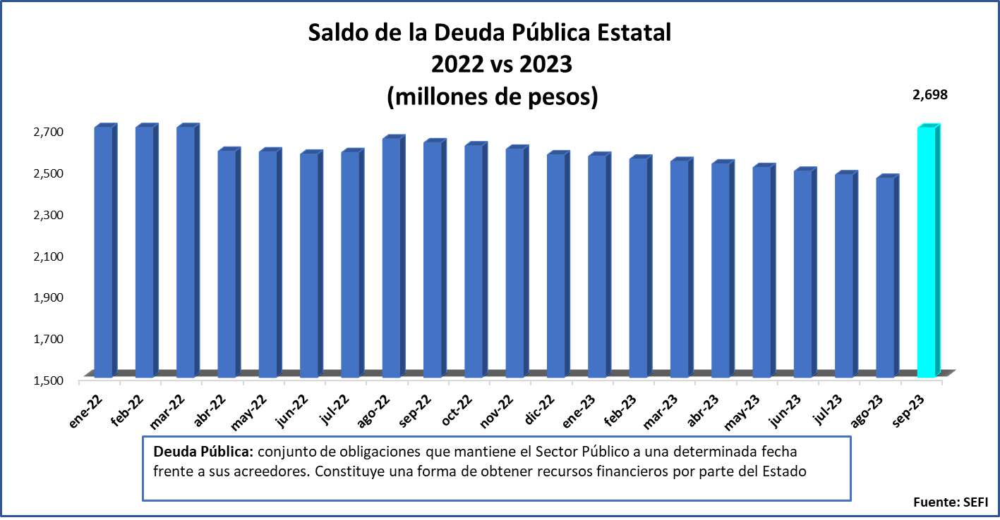 Saldo de la Deuda Pública Estatal
2022 vs 2023
(millones de pesos)
2,698
2,700
2,500
2,300
2,100
1,900
1,700
1,500
ene-22
feb-22
mar-22
abr-22
may-22
jun-22
jul-22
ago-22
sep-22
oct-22
nov-22
dic-22
ene-23
feb-23
mar-23
abr-23
may-23
jun-23
jul-23
ago-23
sep-23
Deuda Pública: conjunto de obligaciones que mantiene el Sector Público a una determinada fecha
frente a sus acreedores. Constituye una forma de obtener recursos financieros por parte del Estado
Fuente: SEFI